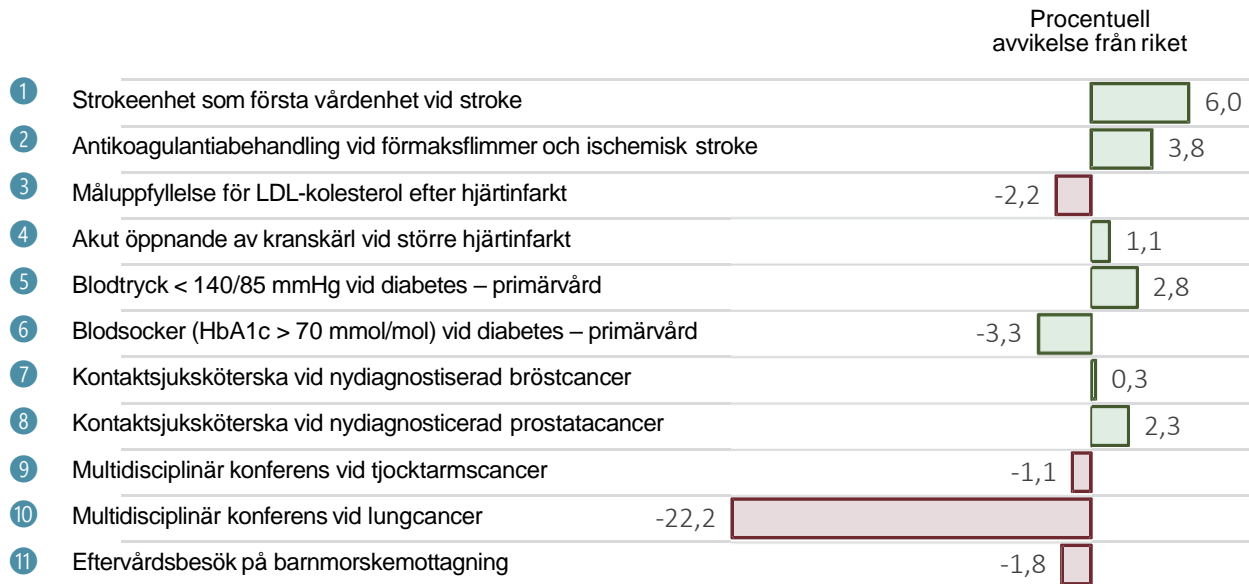 Procentuell
avvikelse från riket
1 Strokeenhet som första vårdenhet vid stroke 6,0
2 Antikoagulantiabehandling vid förmaksflimmer och ischemisk stroke 3,8
3 Måluppfyllelse för LDL-kolesterol efter hjärtinfarkt -2,2
4 Akut öppnande av kranskärl vid större hjärtinfarkt 1,1
5 Blodtryck < 140/85 mmHg vid diabetes – primärvård 2,8
6 Blodsocker (HbA1c > 70 mmol/mol) vid diabetes – primärvård -3,3
7 Kontaktsjuksköterska vid nydiagnostiserad bröstcancer 0,3
8 Kontaktsjuksköterska vid nydiagnosticerad prostatacancer 2,3
9 Multidisciplinär konferens vid tjocktarmscancer -1,1
10 Multidisciplinär konferens vid lungcancer -22,2
11 Eftervårdsbesök på barnmorskemottagning -1,8